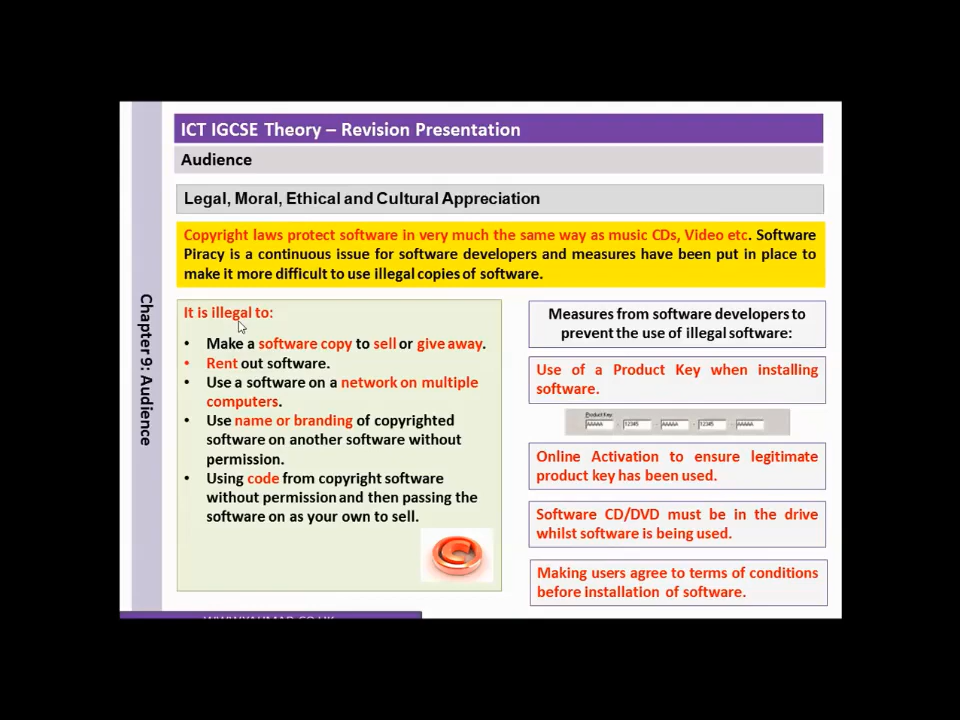 ICT IGCSE Theory – Revision Presentation
Audience
Legal, Moral, Ethical and Cultural Appreciation
Copyright laws protect software in very much the same way as music CDs, Video etc. Software
Piracy is a continuous issue for software developers and measures have been put in place to
make it more difficult to use illegal copies of software.
Chapter 9: Audience
It is illegal to:
• Make a software copy to sell or give away.
• Rent out software.
• Use a software on a network on multiple
computers.
• Use name or branding of copyrighted
software on another software without
permission.
• Using code from copyright software
without permission and then passing the
software on as your own to sell.
Measures from software developers to
prevent the use of illegal software:
Use of a Product Key when installing
software.
Product Key:
AAAAA - 12345 - AAAAA - 12345 - AAAAA
Online Activation to ensure legitimate
product key has been used.
Software CD/DVD must be in the drive
whilst software is being used.
Making users agree to terms of conditions
before installation of software.